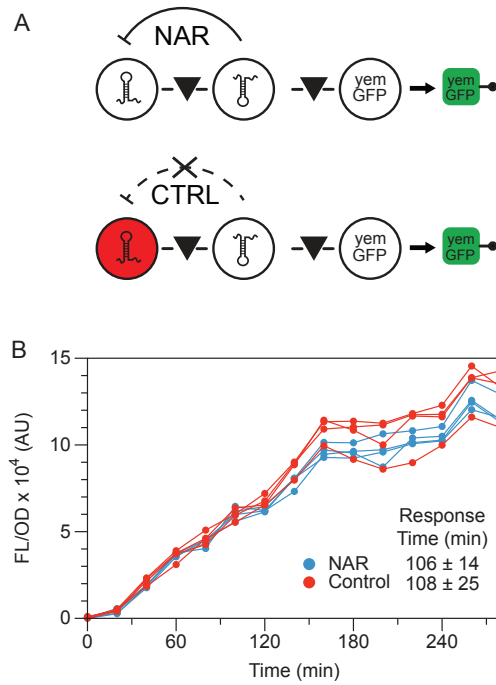 A
NAR
yem
GFP
yem
GFP
CTRL
yem
GFP
yem
GFP
B
FL/OD x 10⁴ (AU)
15
10
5
0
Response
Time (min)
NAR 106 ± 14
Control 108 ± 25
0 60 120 180 240
Time (min)